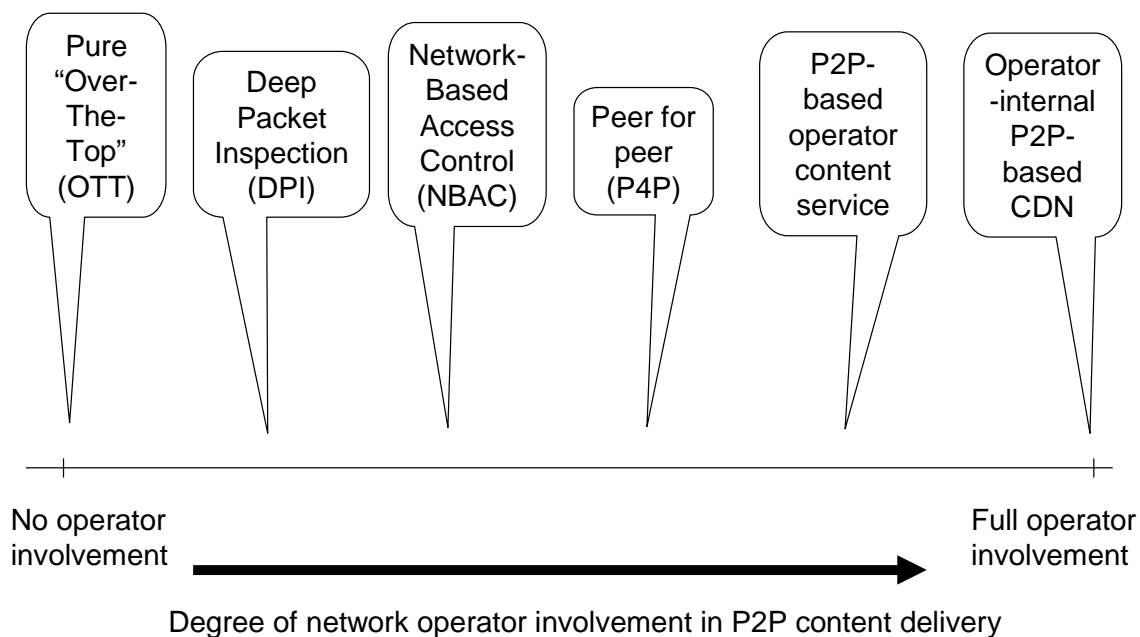 Pure
“Over-
The-
Top”
(OTT)
Deep
Packet
Inspection
(DPI)
Network-
Based
Access
Control
(NBAC)
Peer for
peer
(P4P)
P2P-
based
operator
content
service
Operator
-internal
P2P-
based
CDN
No operator
involvement
Full operator
involvement
Degree of network operator involvement in P2P content delivery